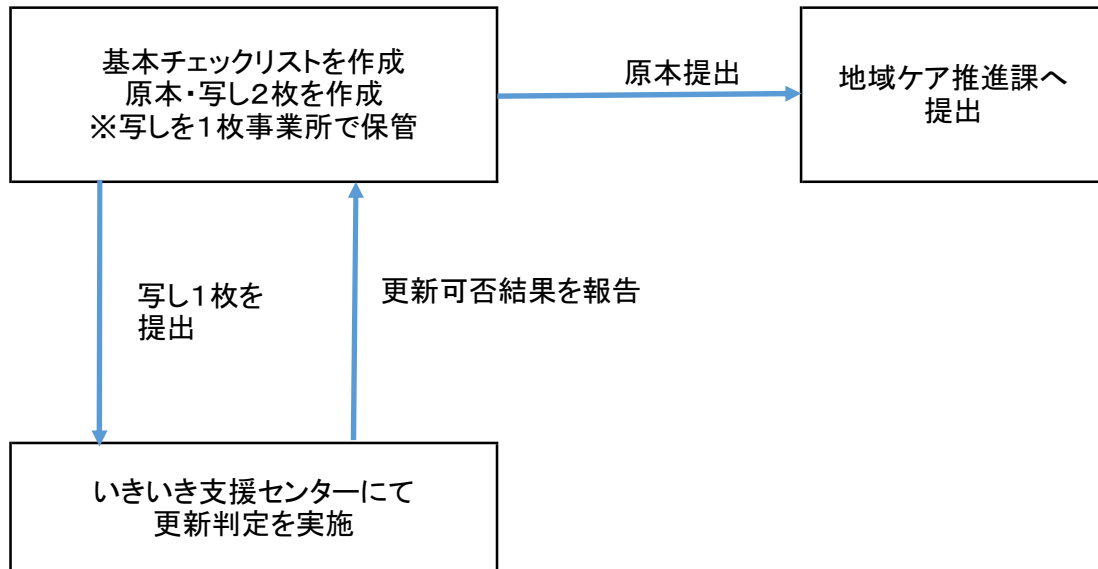 基本チェックリストを作成
原本・写し２枚を作成
※写しを１枚事業所で保管
原本提出
地域ケア推進課へ
提出
写し１枚を
提出
更新可否結果を報告
いきいき支援センターにて
更新判定を実施